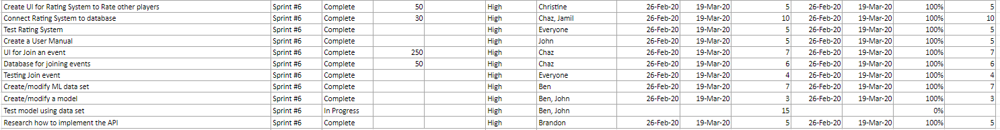 Create UI for Rating System to Rate other players Sprint #6 Complete 50 High Christine 26-Feb-20 19-Mar-20 5 26-Feb-20 19-Mar-20 100% 5
Connect Rating System to database Sprint #6 Complete 30 High Chaz, Jamil 26-Feb-20 19-Mar-20 10 26-Feb-20 19-Mar-20 100% 10
Test Rating System Sprint #6 Complete High Everyone 26-Feb-20 19-Mar-20 5 26-Feb-20 19-Mar-20 100% 5
Create a User Manual Sprint #6 Complete High John 26-Feb-20 19-Mar-20 5 26-Feb-20 19-Mar-20 100% 5
UI for Join an event Sprint #6 Complete 250 High Chaz 26-Feb-20 19-Mar-20 7 26-Feb-20 19-Mar-20 100% 7
Database for joining events Sprint #6 Complete 50 High Chaz 26-Feb-20 19-Mar-20 6 26-Feb-20 19-Mar-20 100% 6
Testing Join event Sprint #6 Complete High Everyone 26-Feb-20 19-Mar-20 4 26-Feb-20 19-Mar-20 100% 4
Create/modify ML data set Sprint #6 Complete High Ben 26-Feb-20 19-Mar-20 7 26-Feb-20 19-Mar-20 100% 7
Create/modify a model Sprint #6 Complete High Ben, John 26-Feb-20 19-Mar-20 3 26-Feb-20 19-Mar-20 100% 3
Test model using data set Sprint #6 In Progress High Ben, John 15 0%
Research how to implement the API Sprint #6 Complete High Brandon 26-Feb-20 19-Mar-20 5 26-Feb-20 19-Mar-20 100% 5